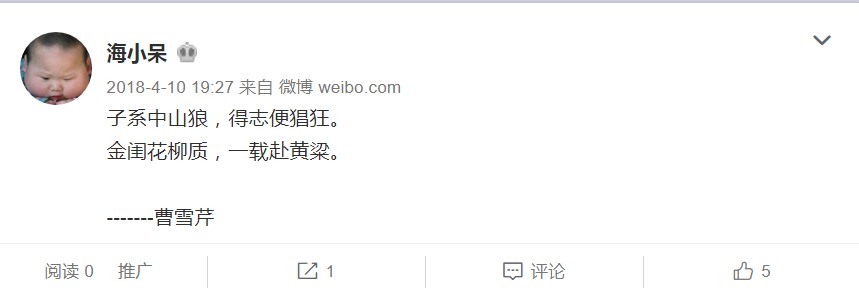 海小呆
2018-4-10 19:27 来自 微博 weibo.com
子系中山狼，得志便猖狂。
金闺花柳质，一载赴黄粱。
-------曹雪芹
阅读 0 推广 1 评论 5